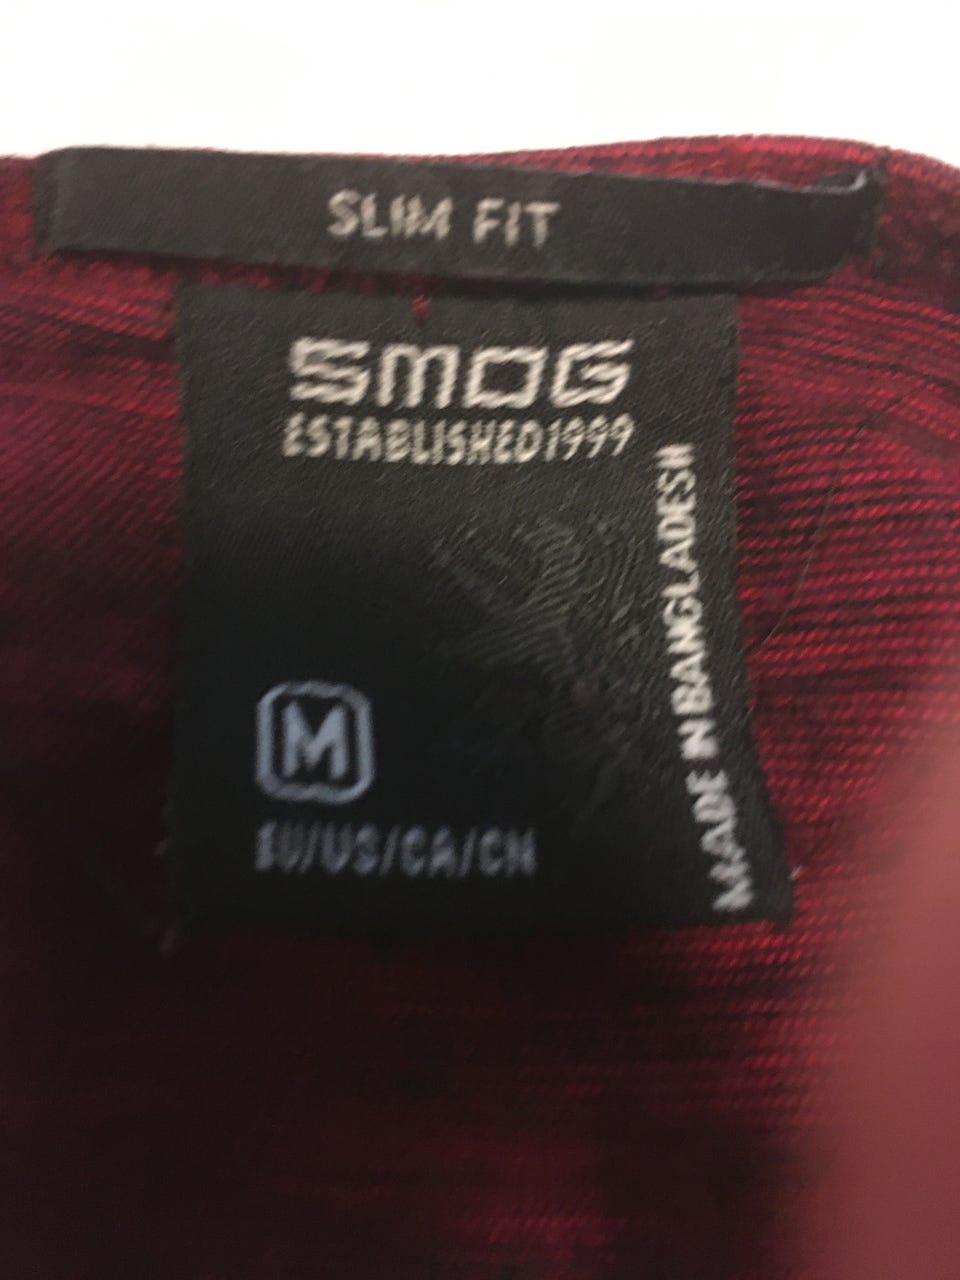 SLIM FIT
SMOG
ESTABLISHED1999
MADE IN BANGLADESH
M
EU/US/CA/CN